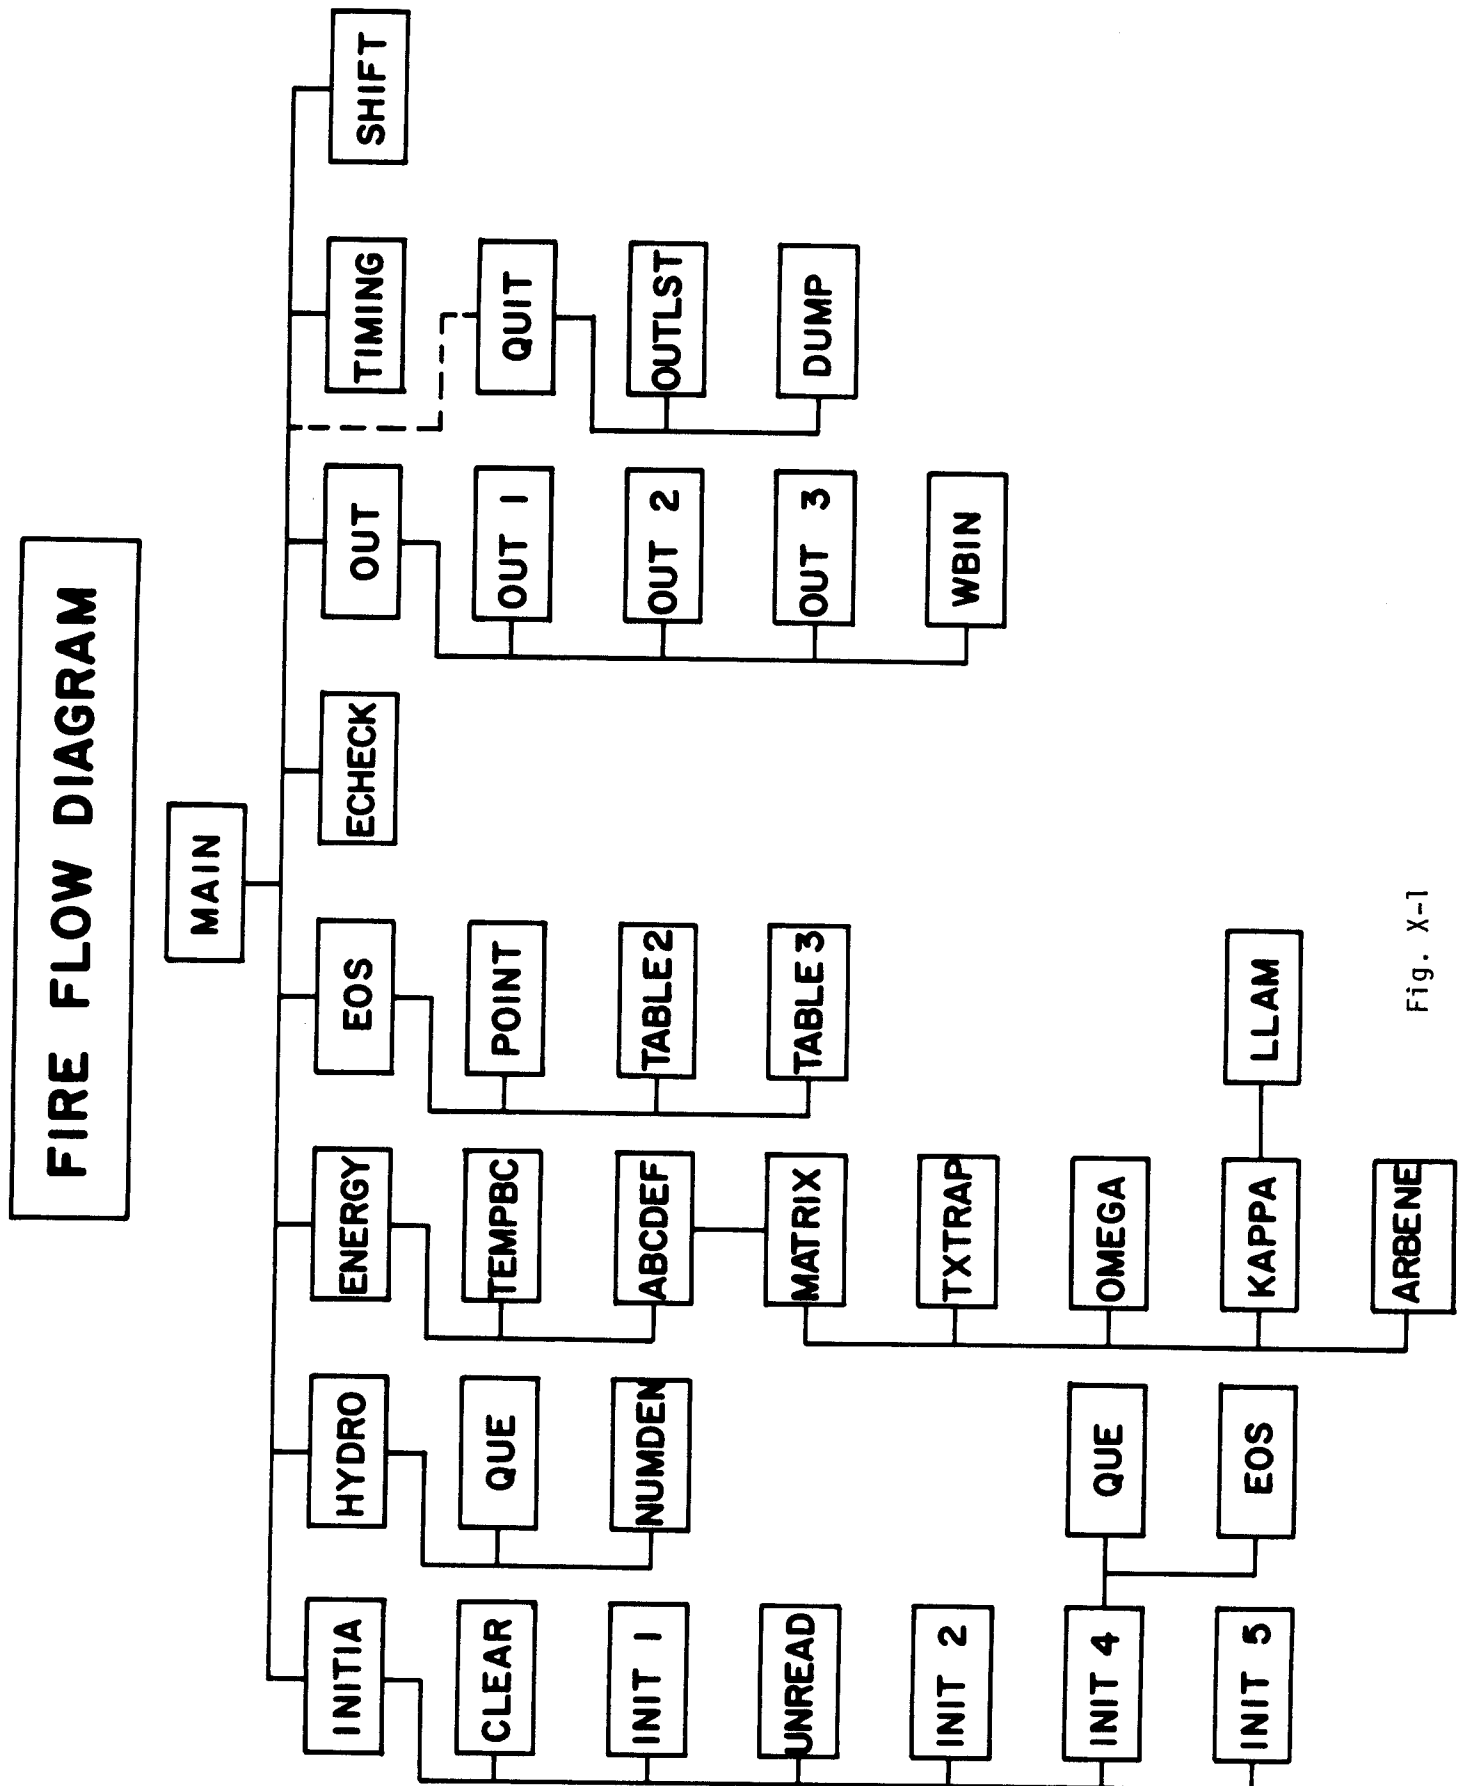 FIRE FLOW DIAGRAM
MAIN
INITIA
HYDRO
ENERGY
EOS
ECHECK
OUT
TIMING
SHIFT
CLEAR
INIT 1
UNREAD
INIT 2
INIT 4
INIT 5
QUE
EOS
QUE
NUMDEN
TEMPBC
ABCDEF
MATRIX
TXTRAP
OMEGA
KAPPA
ARBENE
LLAM
POINT
TABLE 2
TABLE 3
OUT 1
OUT 2
OUT 3
WBIN
QUIT
OUTLST
DUMP
Fig. X-1